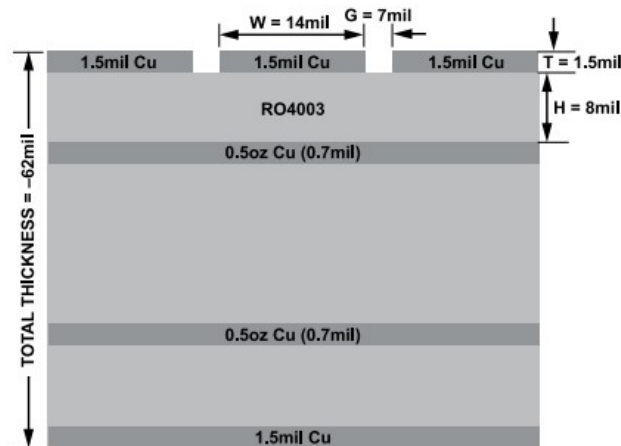 W = 14mil
G = 7mil
1.5mil Cu
1.5mil Cu
1.5mil Cu
T = 1.5mil
RO4003
H = 8mil
0.5oz Cu (0.7mil)
TOTAL THICKNESS = –62mil
0.5oz Cu (0.7mil)
1.5mil Cu